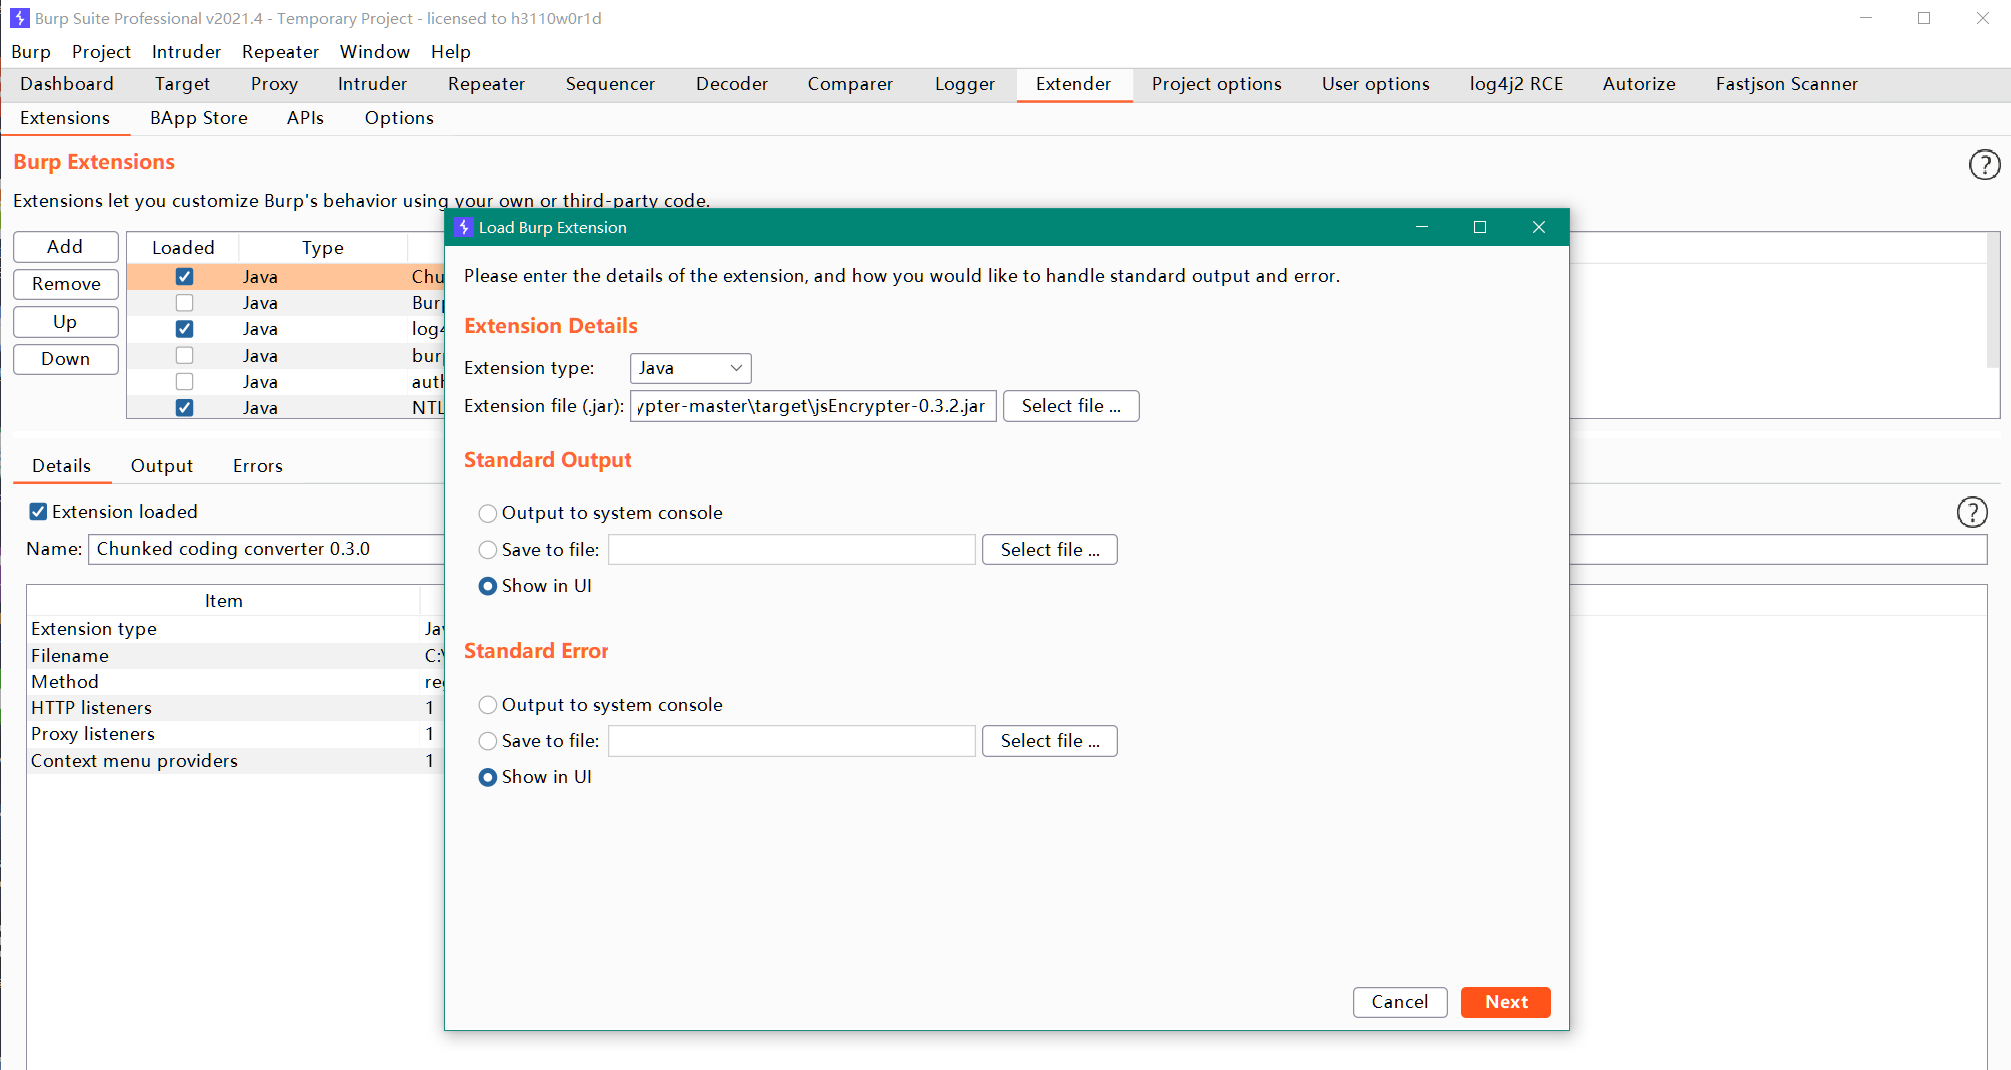 Burp Suite Professional v2021.4 - Temporary Project - licensed to h3110w0r1d
Burp Project Intruder Repeater Window Help
Dashboard Target Proxy Intruder Repeater Sequencer Decoder Comparer Logger Extender Project options User options log4j2 RCE Autorize Fastjson Scanner
Extensions BApp Store APIs Options
Burp Extensions
?
Extensions let you customize Burp's behavior using your own or third-party code.
Add
Remove
Up
Down
Loaded Type
Java Chu
Java Burp
Java log4
Java burp
Java auth
Java NTL
Details Output Errors
Extension loaded
?
Name: Chunked coding converter 0.3.0
Item
Extension type Jav
Filename C:\
Method reg
HTTP listeners 1
Proxy listeners 1
Context menu providers 1
Load Burp Extension
Please enter the details of the extension, and how you would like to handle standard output and error.
Extension Details
Extension type: Java
Extension file (.jar): ypter-master\target\jsEncrypter-0.3.2.jar Select file ...
Standard Output
Output to system console
Save to file: Select file ...
Show in UI
Standard Error
Output to system console
Save to file: Select file ...
Show in UI
Cancel Next